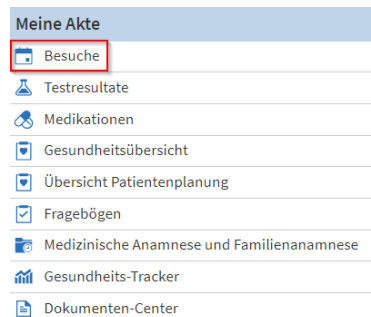 Meine Akte
Besuche
Testresultate
Medikationen
Gesundheitsübersicht
Übersicht Patientenplanung
Fragebögen
Medizinische Anamnese und Familienanamnese
Gesundheits-Tracker
Dokumenten-Center